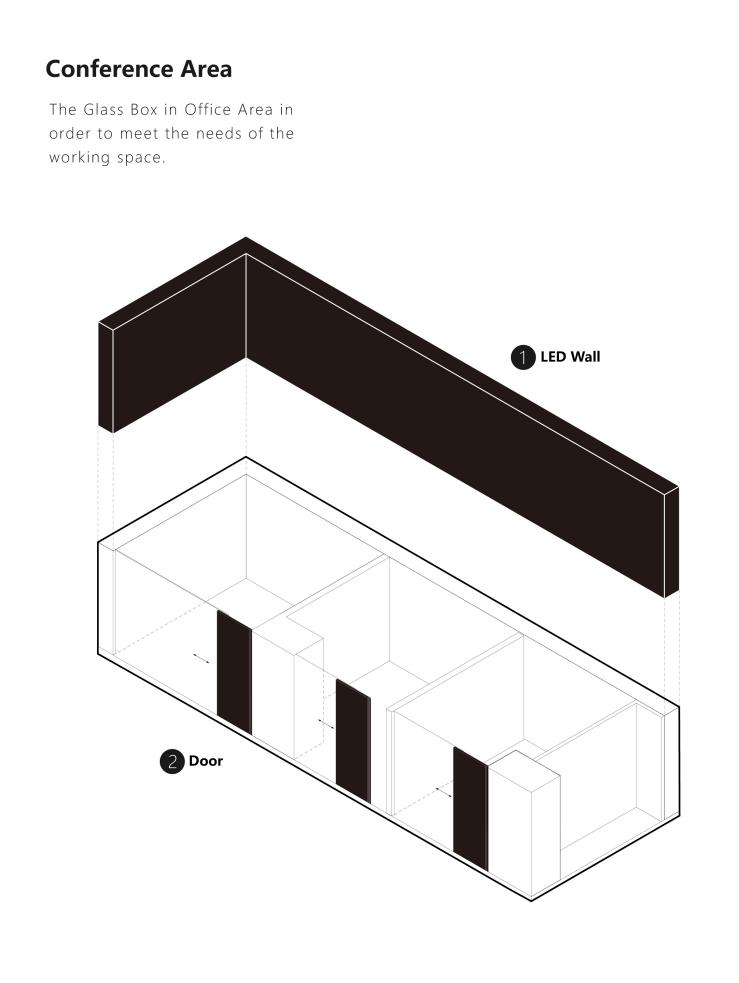 Conference Area
The Glass Box in Office Area in
order to meet the needs of the
working space.
1 LED Wall
2 Door